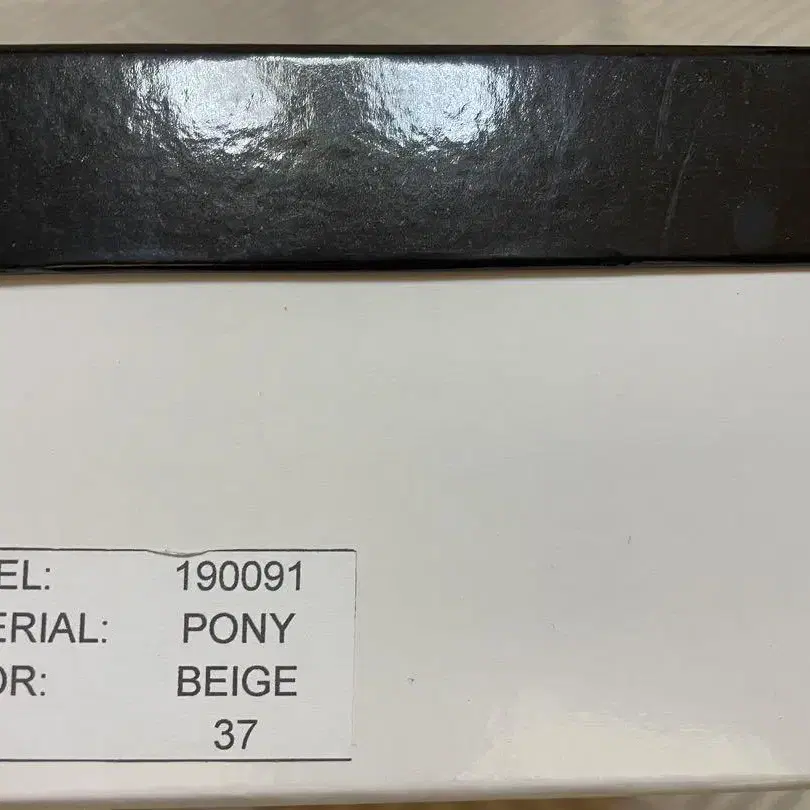 EL: 190091
ERIAL: PONY
OR: BEIGE
37